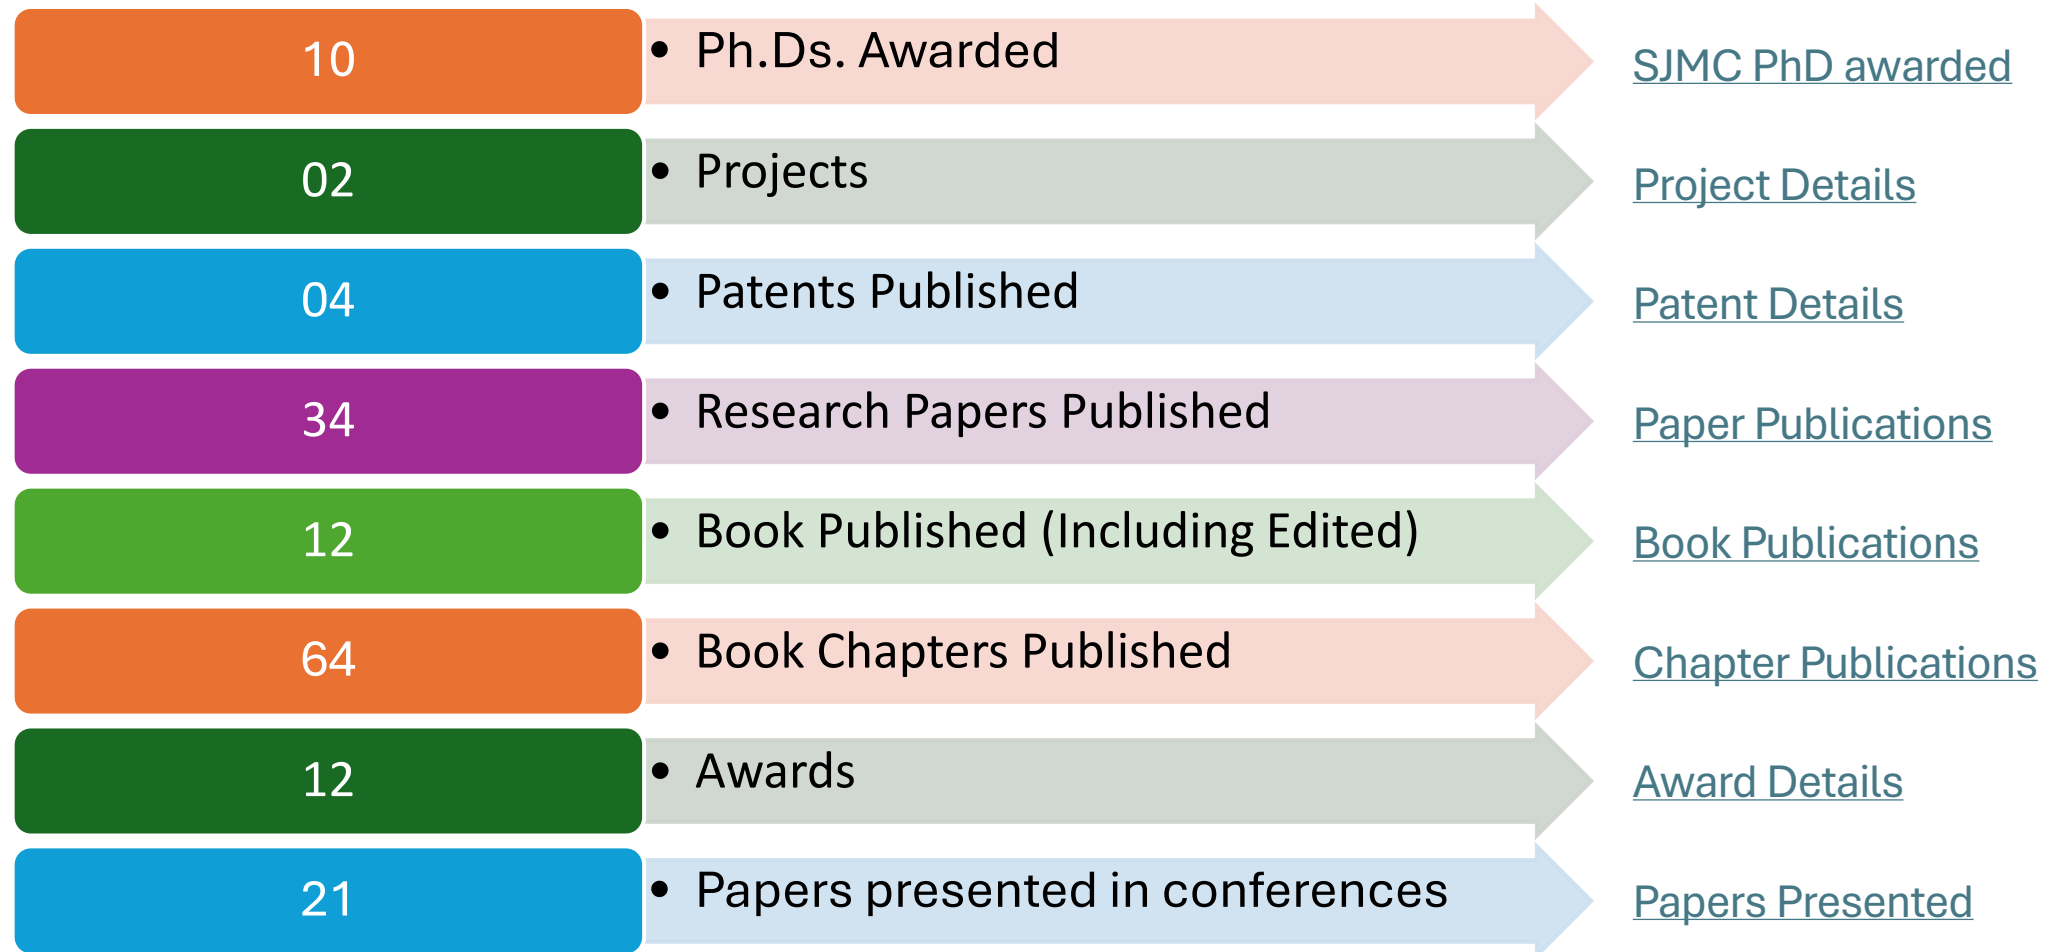 10 • Ph.Ds. Awarded SJMC PhD awarded
02 • Projects Project Details
04 • Patents Published Patent Details
34 • Research Papers Published Paper Publications
12 • Book Published (Including Edited) Book Publications
64 • Book Chapters Published Chapter Publications
12 • Awards Award Details
21 • Papers presented in conferences Papers Presented